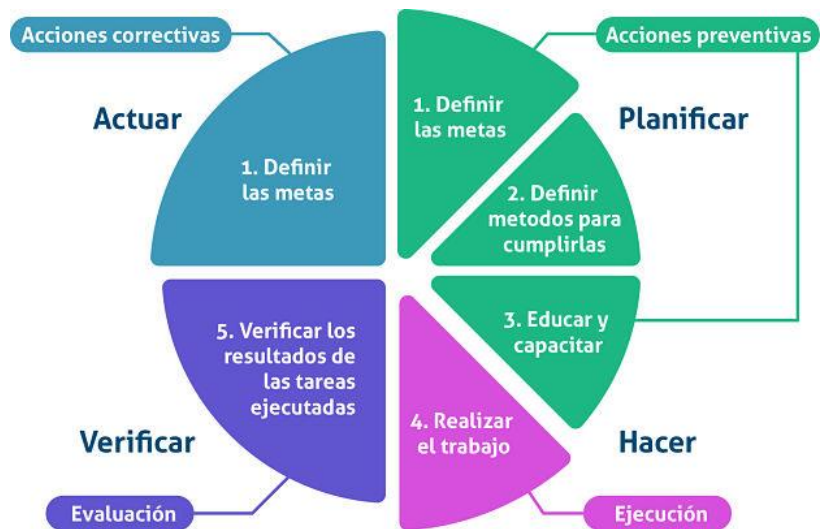 Acciones correctivas
Acciones preventivas
Actuar
1. Definir
las metas
1. Definir
las metas
Planificar
2. Definir
metodos para
cumplirlas
3. Educar y
capacitar
5. Verificar los
resultados de
las tareas
ejecutadas
4. Realizar
el trabajo
Verificar
Hacer
Evaluación
Ejecución